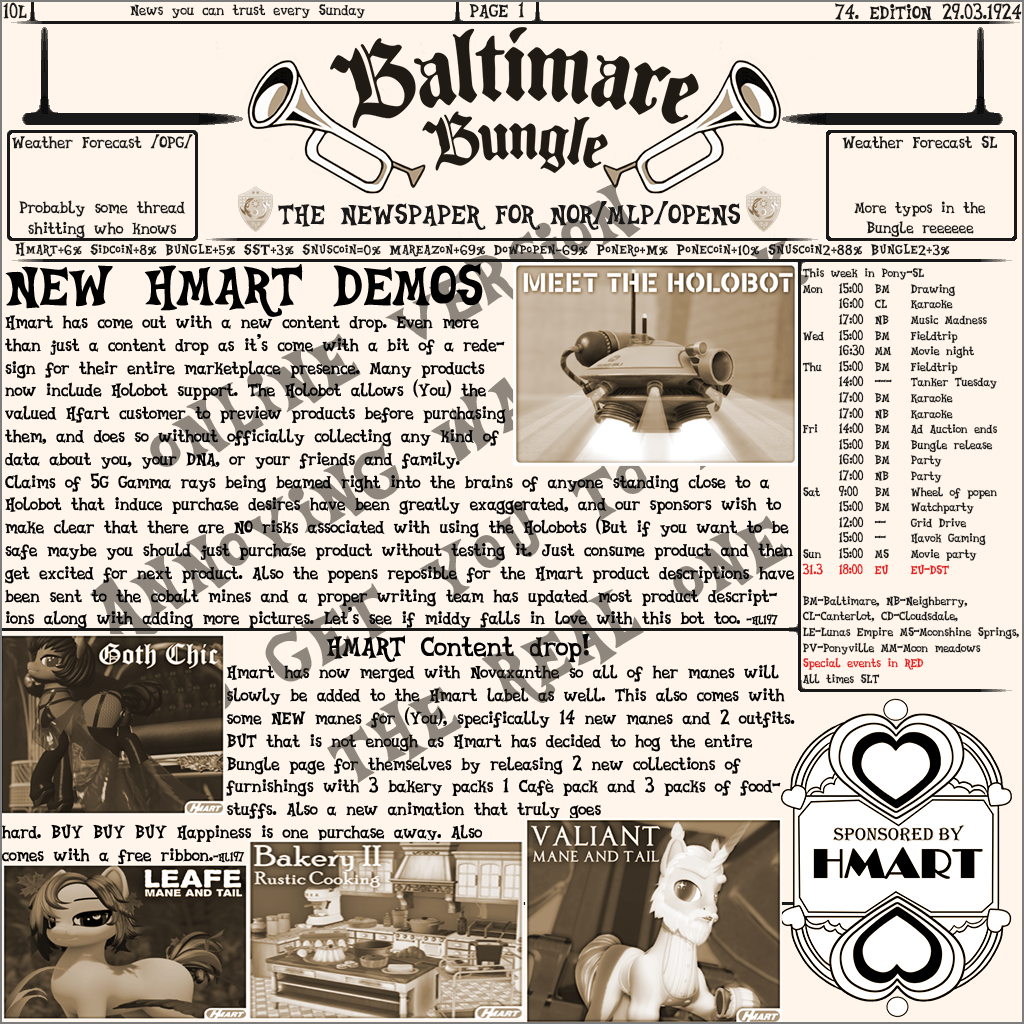 10L
News you can trust every Sunday
PAGE 1
74. EDITION 29.03.1924
Baltimare
Bungle
THE NEWSPAPER FOR NOR/MLP/OPENS
Weather Forecast /OPG/
Probably some thread
shitting who knows
Weather Forecast SL
More typos in the
Bungle reeeeee
HMART+6% SIDCOIN+8% BUNGLE+5% SST+3% SNUSCOIN=0% MAREAZON+69% DOWPOPEN-69% PONERO+M% PONECOIN+10% SNUSCOIN2+88% BUNGLE2+3%
NEW HMART DEMOS
Hmart has come out with a new content drop. Even more
than just a content drop as it's come with a bit of a rede-
sign for their entire marketplace presence. Many products
now include Holobot support. The Holobot allows (You) the
valued Hfart customer to preview products before purchasing
them, and does so without officially collecting any kind of
data about you, your DNA, or your friends and family.
Claims of 5G Gamma rays being beamed right into the brains of anyone standing close to a
Holobot that induce purchase desires have been greatly exaggerated, and our sponsors wish to
make clear that there are NO risks associated with using the Holobots (But if you want to be
safe maybe you should just purchase product without testing it. Just consume product and then
get excited for next product. Also the popens reposible for the Hmart product descriptions have
been sent to the cobalt mines and a proper writing team has updated most product descript-
ions along with adding more pictures. Let's see if middy falls in love with this bot too. -HL197
MEET THE HOLOBOT
This week in Pony-SL
Mon 15:00 BM Drawing
16:00 CL Karaoke
17:00 NB Music Madness
Wed 15:00 BM Fieldtrip
16:30 MM Movie night
Thu 15:00 BM Fieldtrip
14:00 --- Tanker Tuesday
17:00 BM Karaoke
17:00 NB Karaoke
Fri 14:00 BM Ad Auction ends
15:00 BM Bungle release
16:00 BM Party
17:00 NB Party
Sat 9:00 BM Wheel of popen
15:00 BM Watchparty
12:00 -- Grid Drive
15:00 -- Havok Gaming
Sun 15:00 MS Movie party
31.3 18:00 EU EU-DST
BM-Baltimare, NB-Neighberry,
CL-Canterlot, CD-Cloudsdale,
LE-Lunas Empire MS-Moonshine Springs,
PV-Ponyville MM-Moon meadows
Special events in RED
All times SLT
ONLINE VERSION
ANNOYING WA
GET YOU TO
THE REAL ONE
Goth Chic
HMART
HMART Content drop!
Hmart has now merged with Novaxanthe so all of her manes will
slowly be added to the Hmart label as well. This also comes with
some NEW manes for (You), specifically 14 new manes and 2 outfits.
BUT that is not enough as Hmart has decided to hog the entire
Bungle page for themselves by releasing 2 new collections of
furnishings with 3 bakery packs 1 Cafè pack and 3 packs of food-
stuffs. Also a new animation that truly goes
hard. BUY BUY BUY Happiness is one purchase away. Also
comes with a free ribbon.-HL197
LEAFE
MANE AND TAIL
HMART
Bakery II
Rustic Cooking
HMART
VALIANT
MANE AND TAIL
HMART
SPONSORED BY
HMART